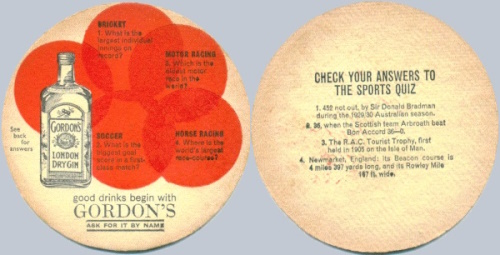 CRICKET
1. What is the
largest individual
innings on
record?
MOTOR RACING
2. Which is the
oldest motor
race in the
world?
See
back
for
answers
GORDON'S
LONDON
DRY GIN
SOCCER
3. What is the
biggest goal
score in a first-
class match?
HORSE RACING
4. Where is the
world's largest
race-course?
good drinks begin with
GORDON'S
ASK FOR IT BY NAME
CHECK YOUR ANSWERS TO
THE SPORTS QUIZ
1. 452 not out, by Sir Donald Bradman
during the 1929/30 Australian season.
36, when the Scottish team Arbroath beat
Bon Accord 36—0.
3. The R.A.C. Tourist Trophy, first
held in 1905 on the Isle of Man.
4. Newmarket, England: its Beacon course is
4 miles 397 yards long, and its Rowley Mile
167 ft. wide.